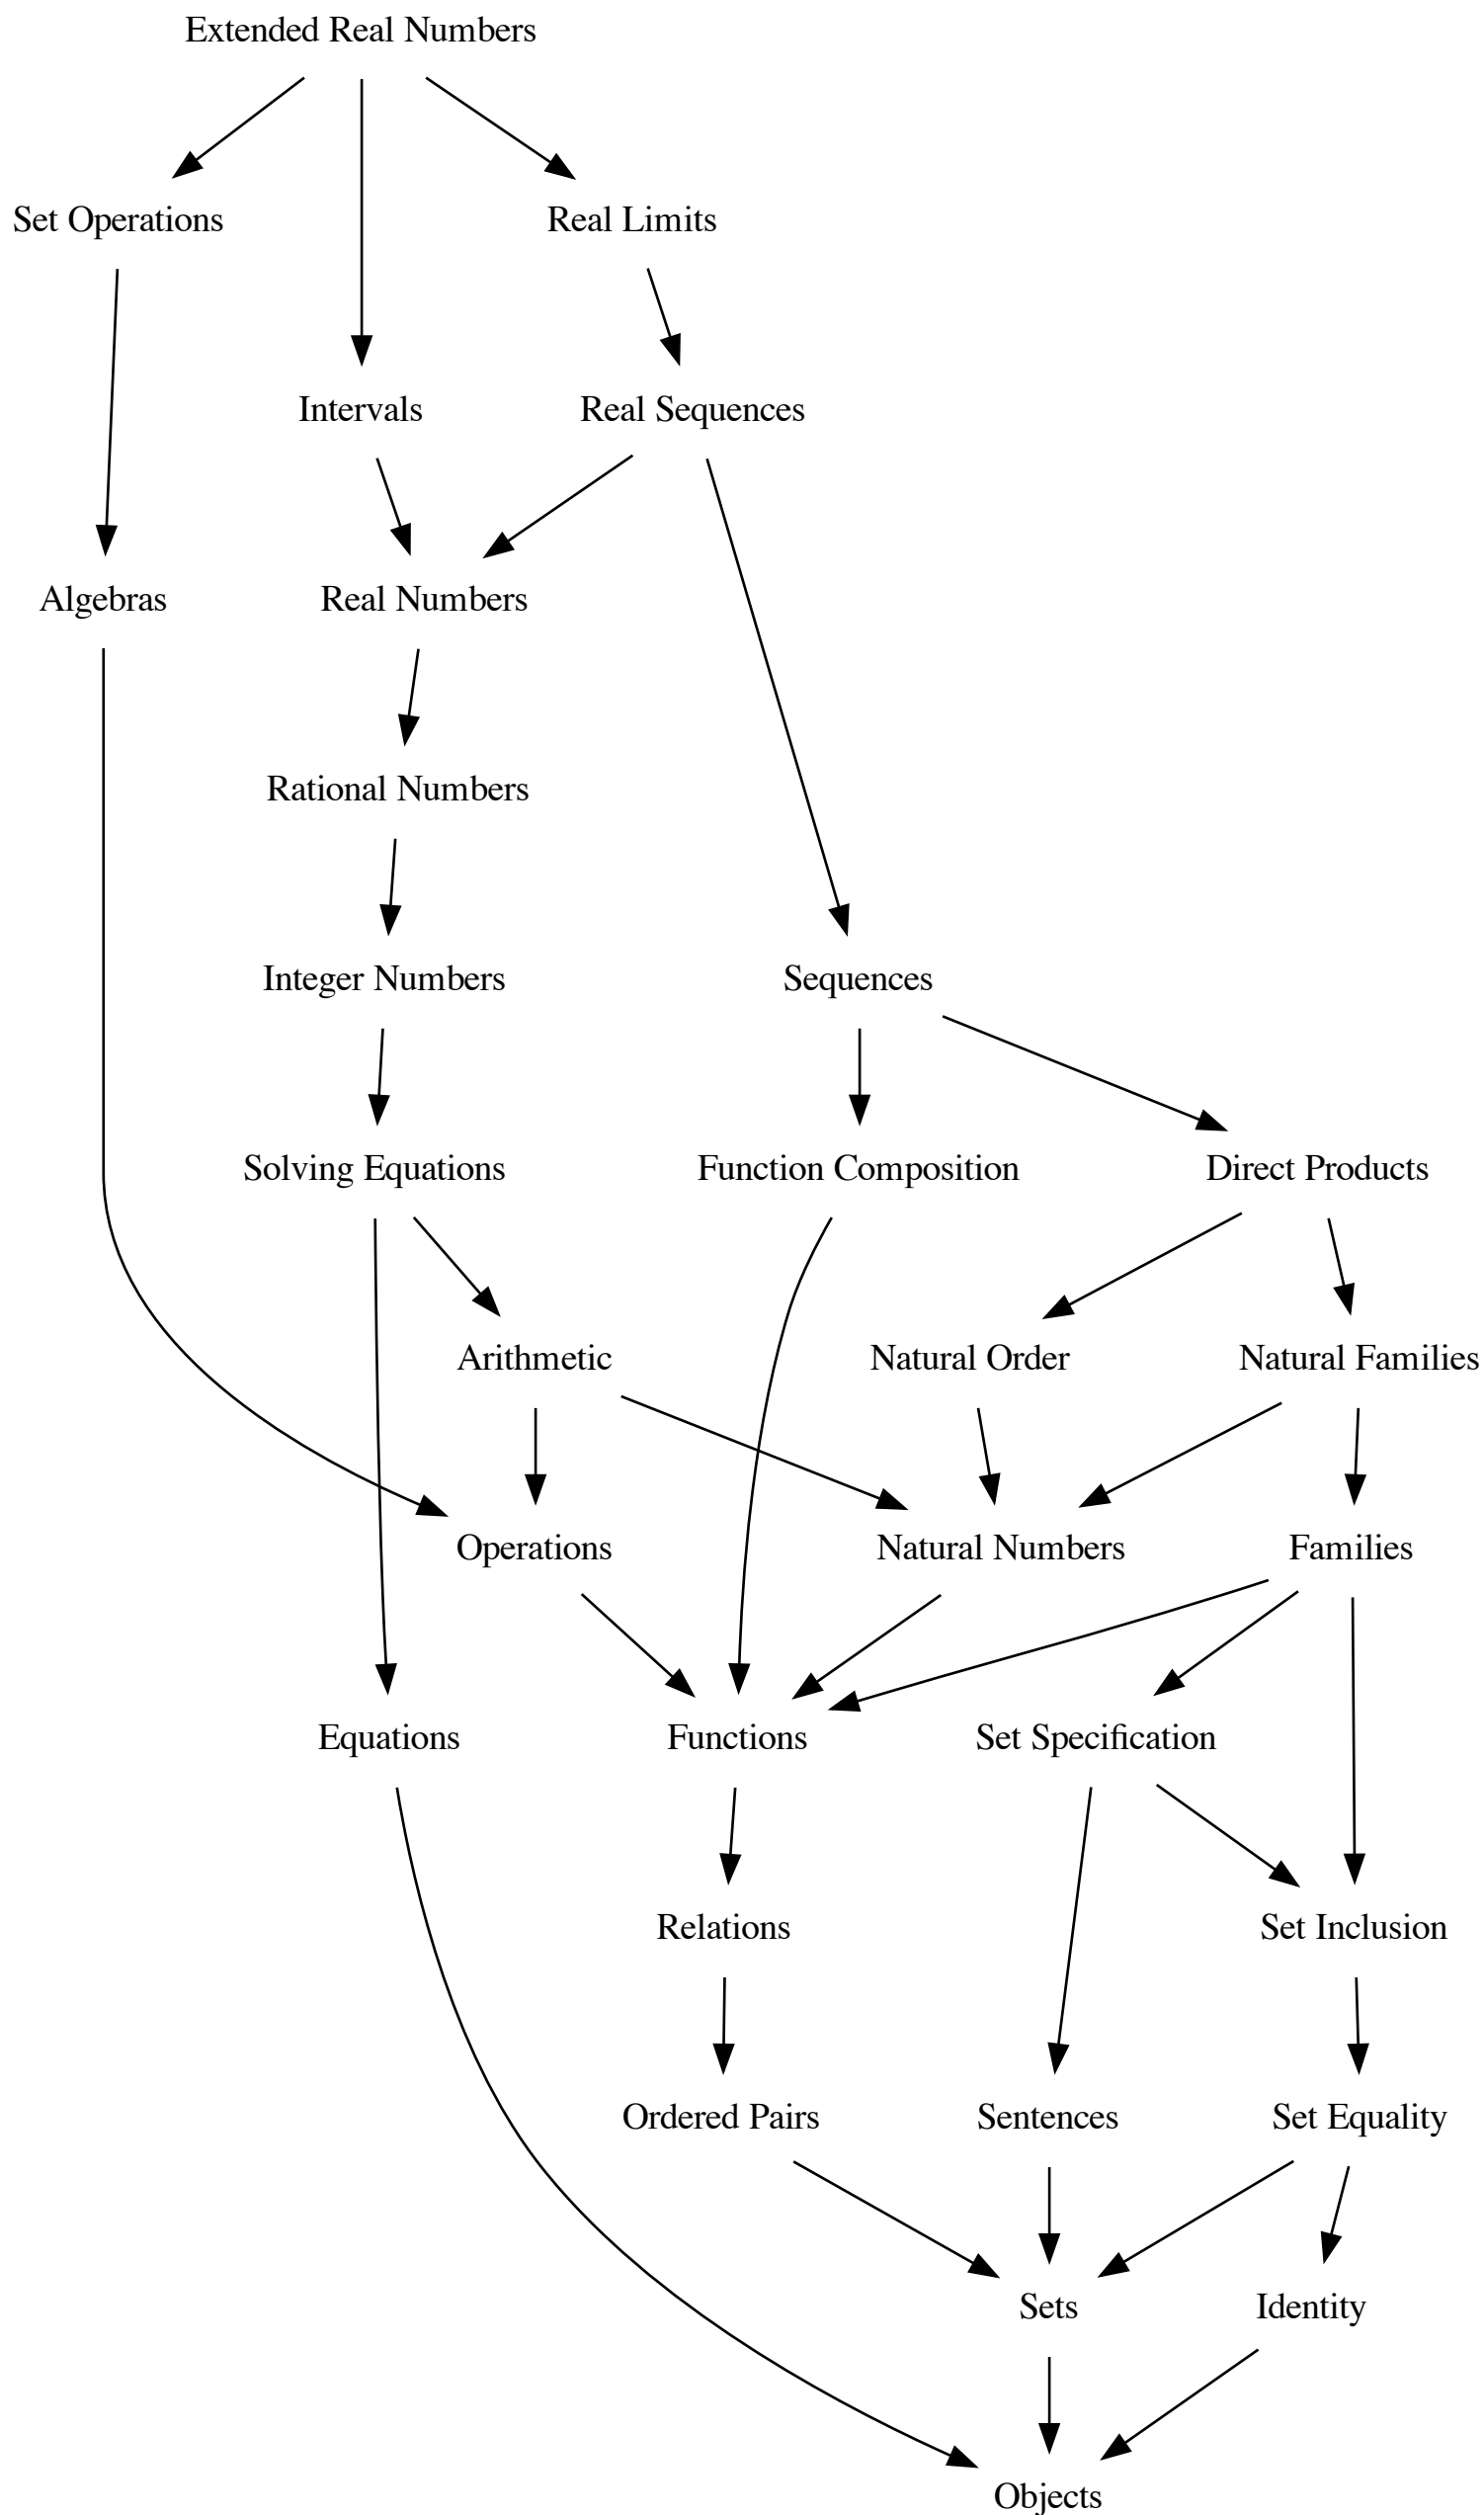 Extended Real Numbers
Set Operations
Real Limits
Intervals
Real Sequences
Algebras
Real Numbers
Rational Numbers
Integer Numbers
Sequences
Solving Equations
Function Composition
Direct Products
Arithmetic
Natural Order
Natural Families
Operations
Natural Numbers
Families
Equations
Functions
Set Specification
Relations
Set Inclusion
Ordered Pairs
Sentences
Set Equality
Sets
Identity
Objects